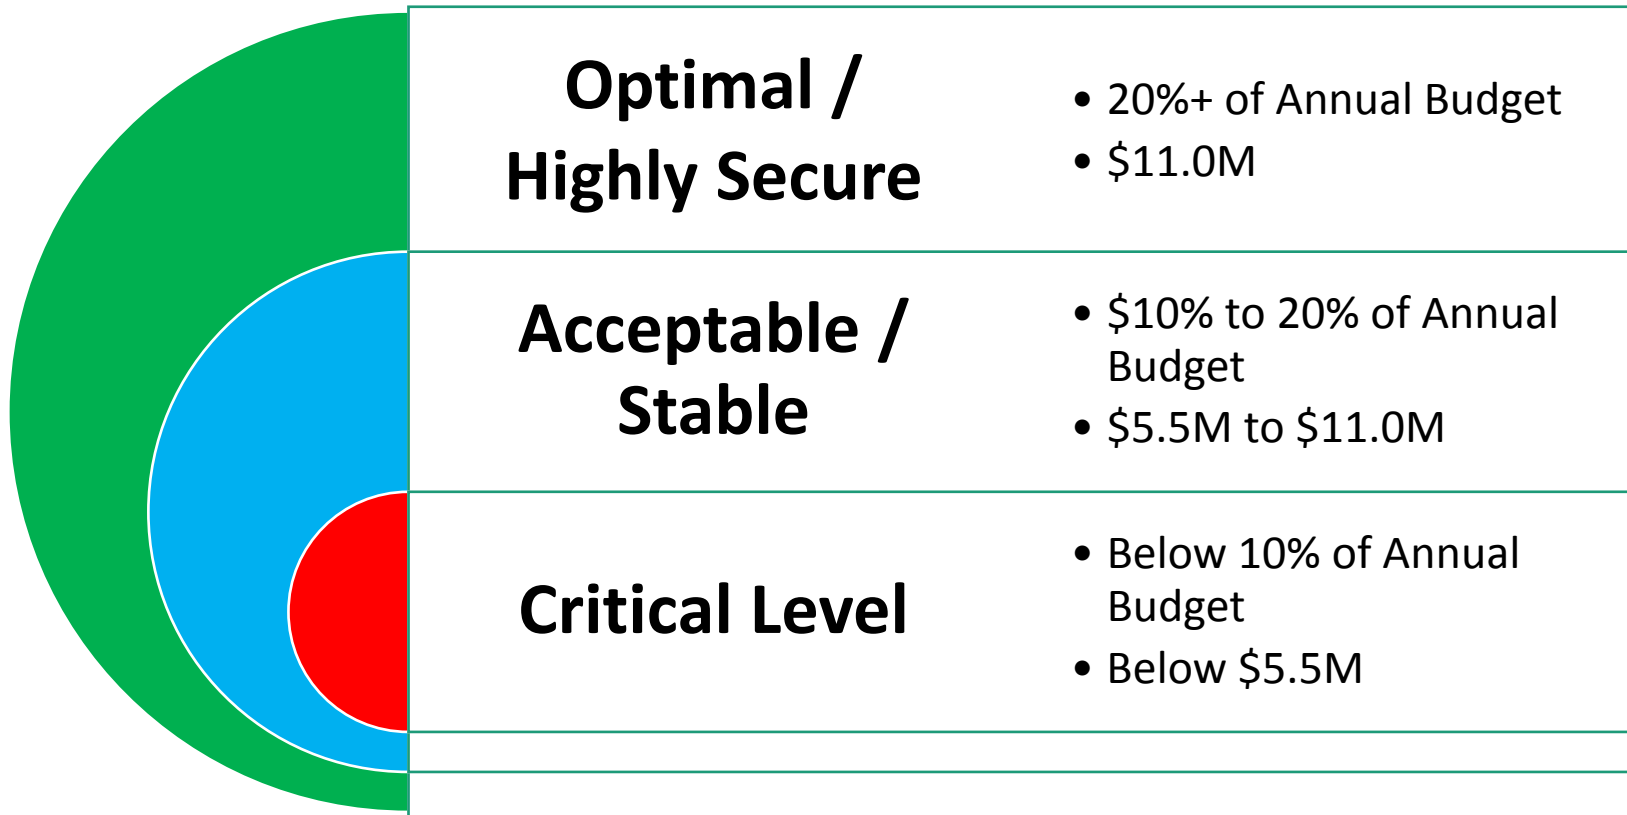 Optimal /
Highly Secure
• 20%+ of Annual Budget
• $11.0M
Acceptable /
Stable
• $10% to 20% of Annual
Budget
• $5.5M to $11.0M
Critical Level
• Below 10% of Annual
Budget
• Below $5.5M